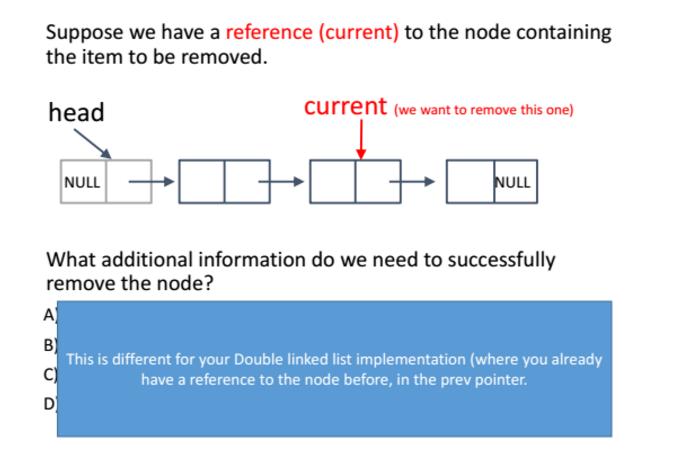 Suppose we have a reference (current) to the node containing
the item to be removed.
head
current (we want to remove this one)
NULL
NULL
What additional information do we need to successfully
remove the node?
A)
B)
This is different for your Double linked list implementation (where you already
C)
have a reference to the node before, in the prev pointer.
D)